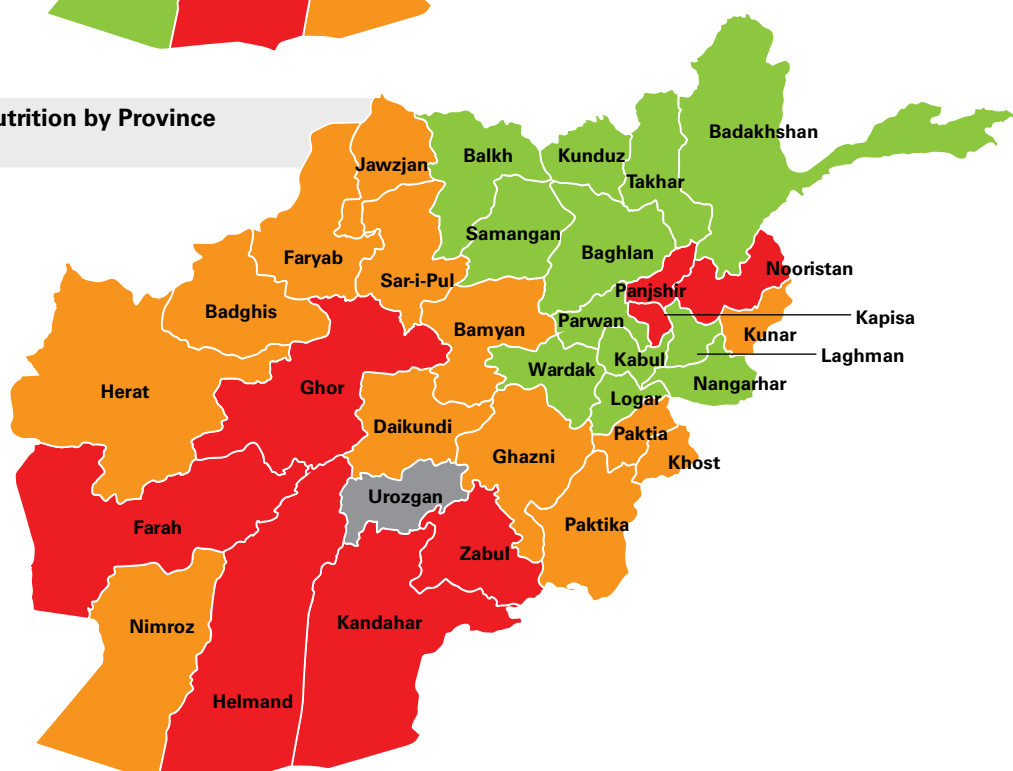 utrition by Province
Badakhshan
Jawzjan
Balkh
Kunduz
Takhar
Samangan
Baghlan
Faryab
Sar-i-Pul
Nooristan
Panjshir
Badghis
Kapisa
Parwan
Bamyan
Kunar
Laghman
Kabul
Wardak
Nangarhar
Ghor
Herat
Logar
Daikundi
Paktia
Ghazni
Khost
Urozgan
Paktika
Farah
Zabul
Kandahar
Nimroz
Helmand